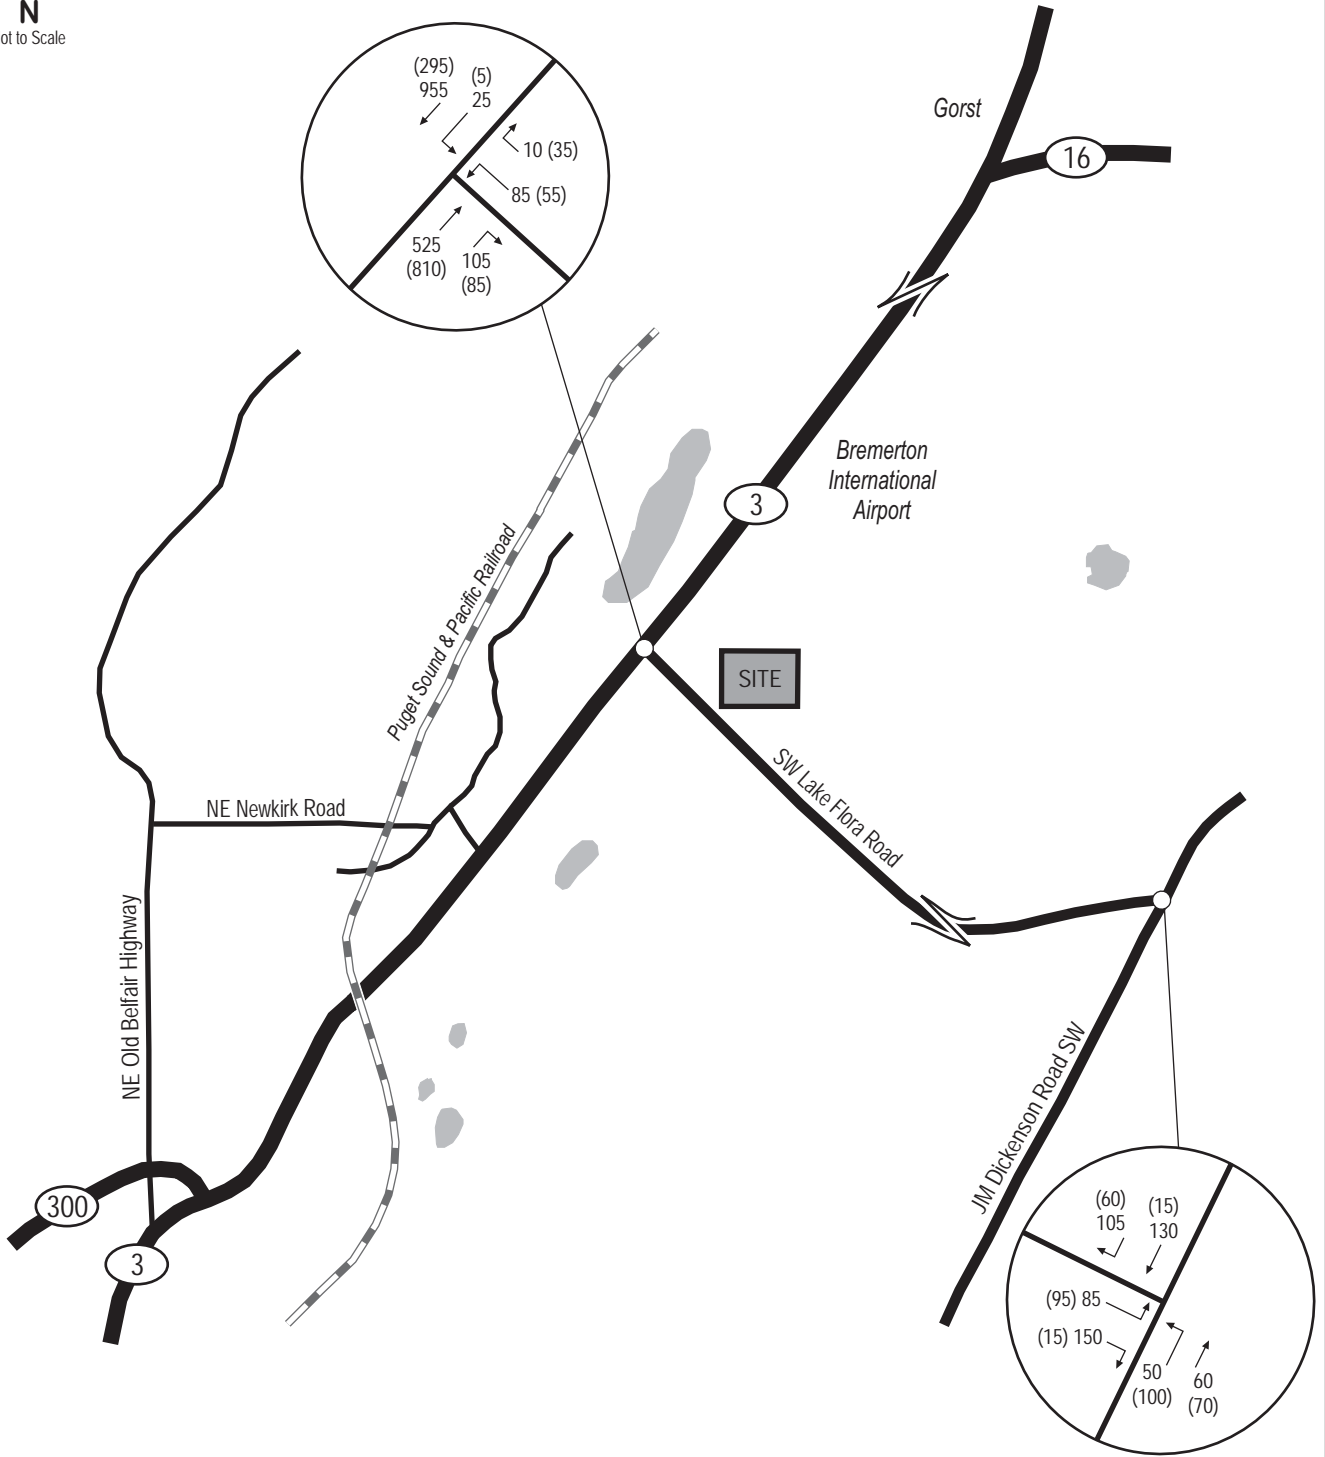 N
ot to Scale
(295)
955
(5)
25
10 (35)
85 (55)
525
(810)
105
(85)
Gorst
16
Bremerton
International
Airport
3
Puget Sound & Pacific Railroad
SITE
SW Lake Flora Road
NE Newkirk Road
NE Old Belfair Highway
JM Dickenson Road SW
300
3
(60)
105
(15)
130
(95) 85
(15) 150
50
(100)
60
(70)